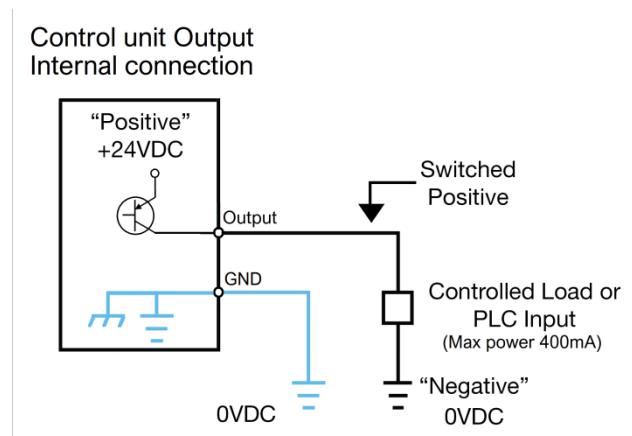 Control unit Output
Internal connection
“Positive”
+24VDC
Output
GND
Switched
Positive
Controlled Load or
PLC Input
(Max power 400mA)
“Negative”
0VDC
0VDC